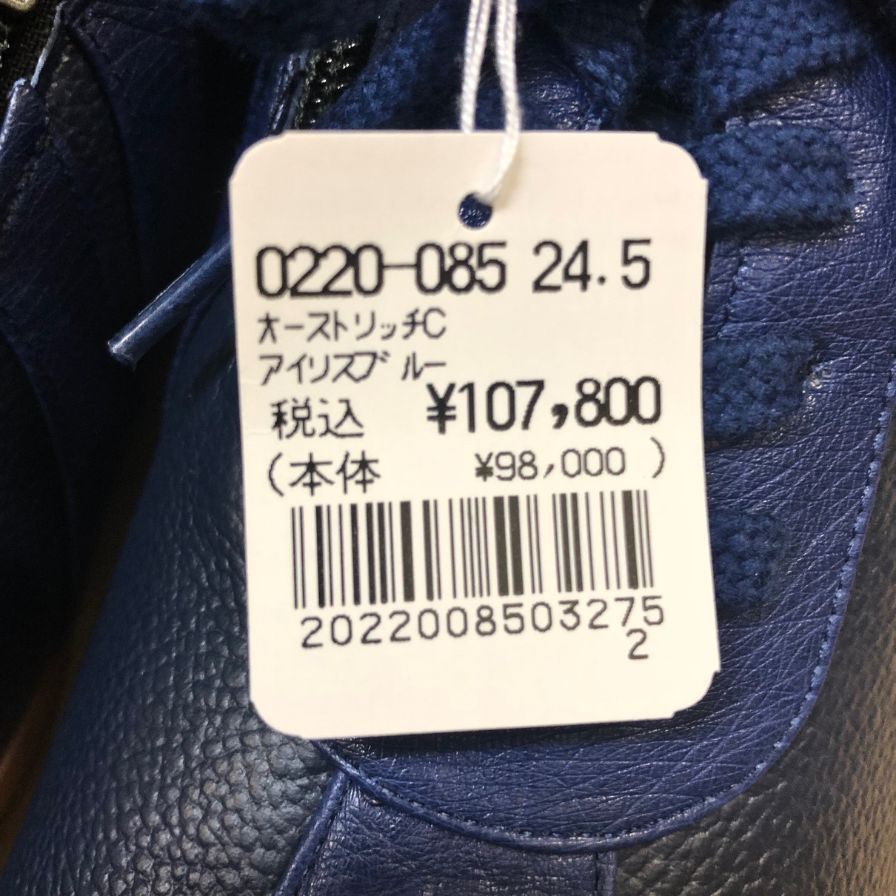 0220-085 24.5
オーストリッチC
アイリスブルー
税込 ¥107,800
(本体 ¥98,000 )
2022008503275
2